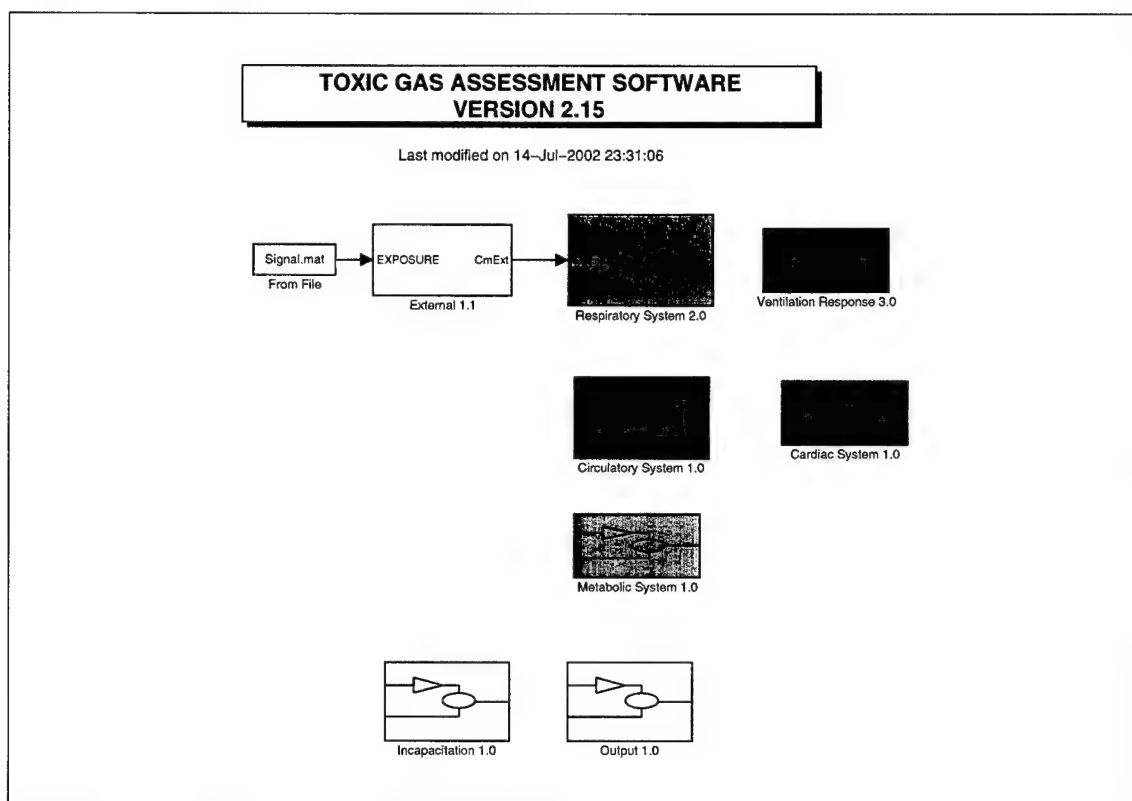 TOXIC GAS ASSESSMENT SOFTWARE
VERSION 2.15
Last modified on 14-Jul-2002 23:31:06
Signal.mat
From File
EXPOSURE CmExt
External 1.1
Respiratory System 2.0
Ventilation Response 3.0
Circulatory System 1.0
Cardiac System 1.0
Metabolic System 1.0
Incapacitation 1.0
Output 1.0